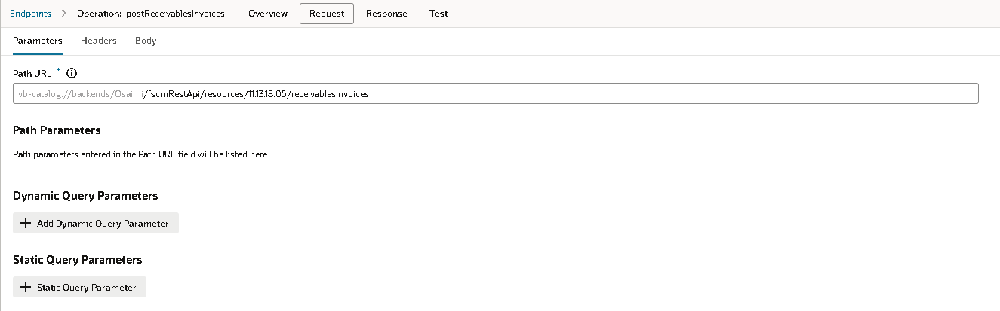 Endpoints > Operation: postReceivablesInvoices Overview Request Response Test
Parameters Headers Body
Path URL *
vb-catalog://backends/Osaimi/fscmRestApi/resources/11.13.18.05/receivablesInvoices
Path Parameters
Path parameters entered in the Path URL field will be listed here
Dynamic Query Parameters
+ Add Dynamic Query Parameter
Static Query Parameters
+ Static Query Parameter